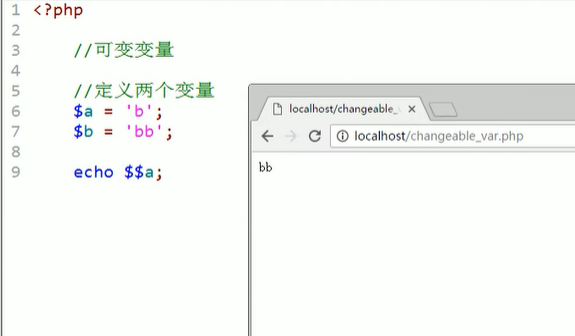 1 <?php
2
3 //可变变量
4
5 //定义两个变量
6 $a = 'b';
7 $b = 'bb';
8
9 echo $$a;
localhost/changeable_
localhost/changeable_var.php
bb